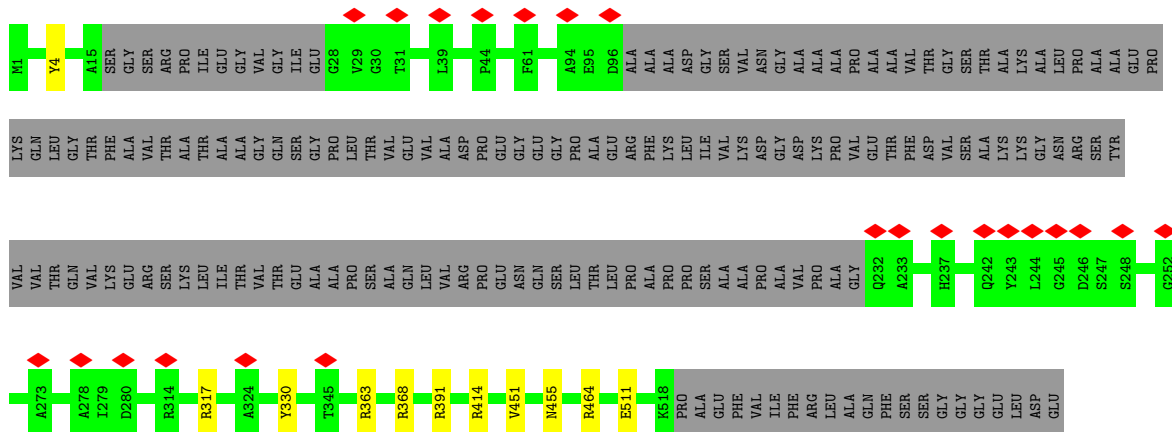 M1 Y4 A15 SER GLY SER ARG PRO ILE GLU GLY VAL GLY ILE GLU G28 V29 G30 T31 L39 P44 F61 A94 E95 D96 ALA ALA ALA ASP GLY SER VAL ASN GLY ALA ALA ALA PRO ALA ALA VAL THR GLY SER THR ALA LYS ALA LEU PRO ALA ALA GLU PRO
LYS GLN LEU GLY THR PHE ALA VAL THR ALA THR ALA ALA GLY GLN SER GLY PRO LEU THR VAL GLU VAL ALA ASP PRO GLU GLY GLU GLY PRO ALA GLU ARG PHE LYS LEU ILE VAL LYS ASP GLY ASP LYS PRO VAL GLU THR PHE ASP VAL SER ALA LYS LYS GLY ASN ARG SER TYR
VAL VAL THR GLN VAL LYS GLU ARG SER LYS LEU ILE THR VAL THR GLU ALA ALA PRO SER ALA GLN LEU VAL ARG PRO GLU ASN GLN SER LEU THR LEU PRO ALA PRO PRO SER ALA ALA PRO ALA VAL PRO ALA GLY Q232 A233 H237 Q242 Y243 L244 G245 D246 S247 S248 G252
A273 A278 I279 D280 R314 R317 A324 Y330 T345 R363 R368 R391 R414 V451 N455 R464 E511 K518 PRO ALA GLU PHE VAL ILE PHE ARG LEU ALA GLN PHE SER SER GLY GLY GLY GLU LEU ASP GLU